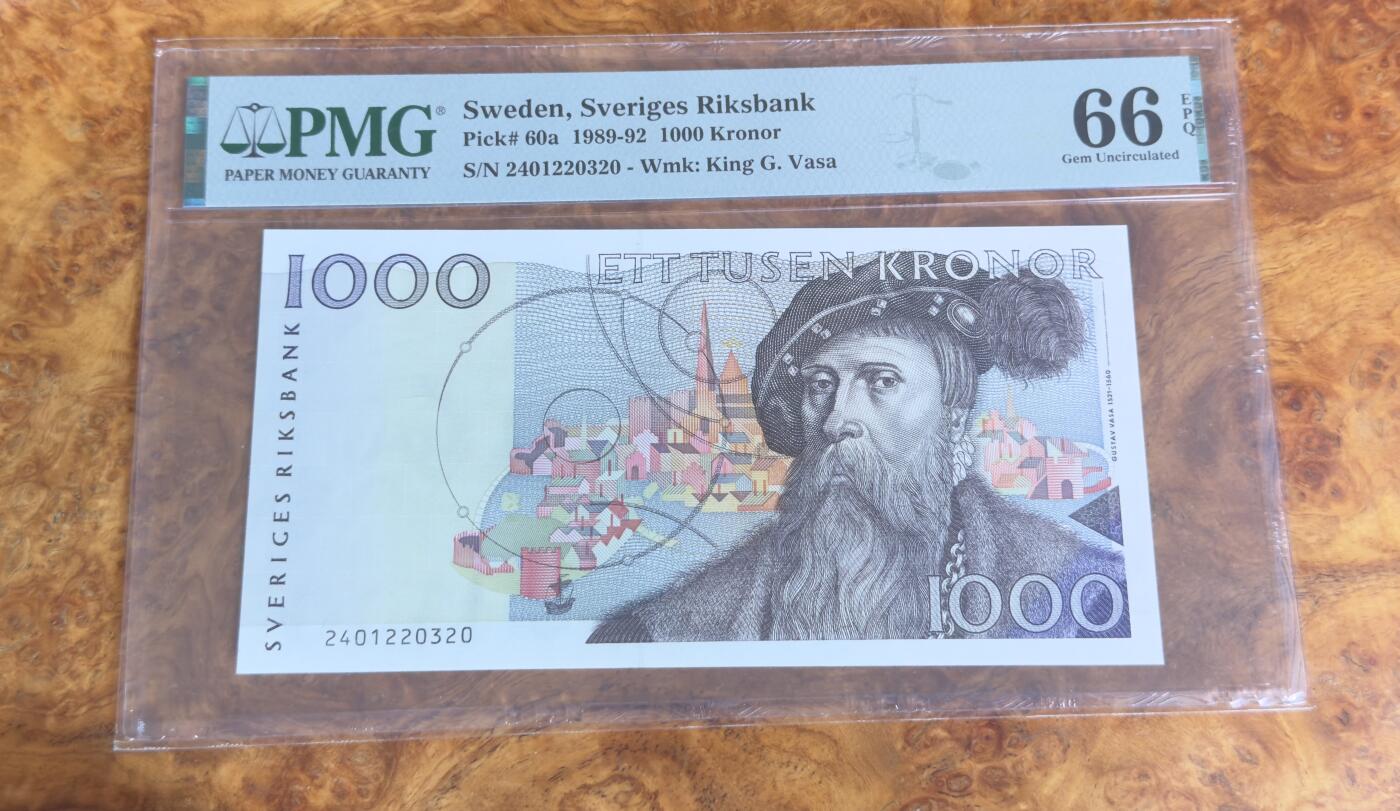 PMG®
PAPER MONEY GUARANTY
Sweden, Sveriges Riksbank
Pick# 60a 1989-92 1000 Kronor
S/N 2401220320 - Wmk: King G. Vasa
66
EPQ
Gem Uncirculated
1000
ETT TUSEN KRONOR
SVERIGES RIKSBANK
GUSTAV VASA 1521-1560
1000
2401220320